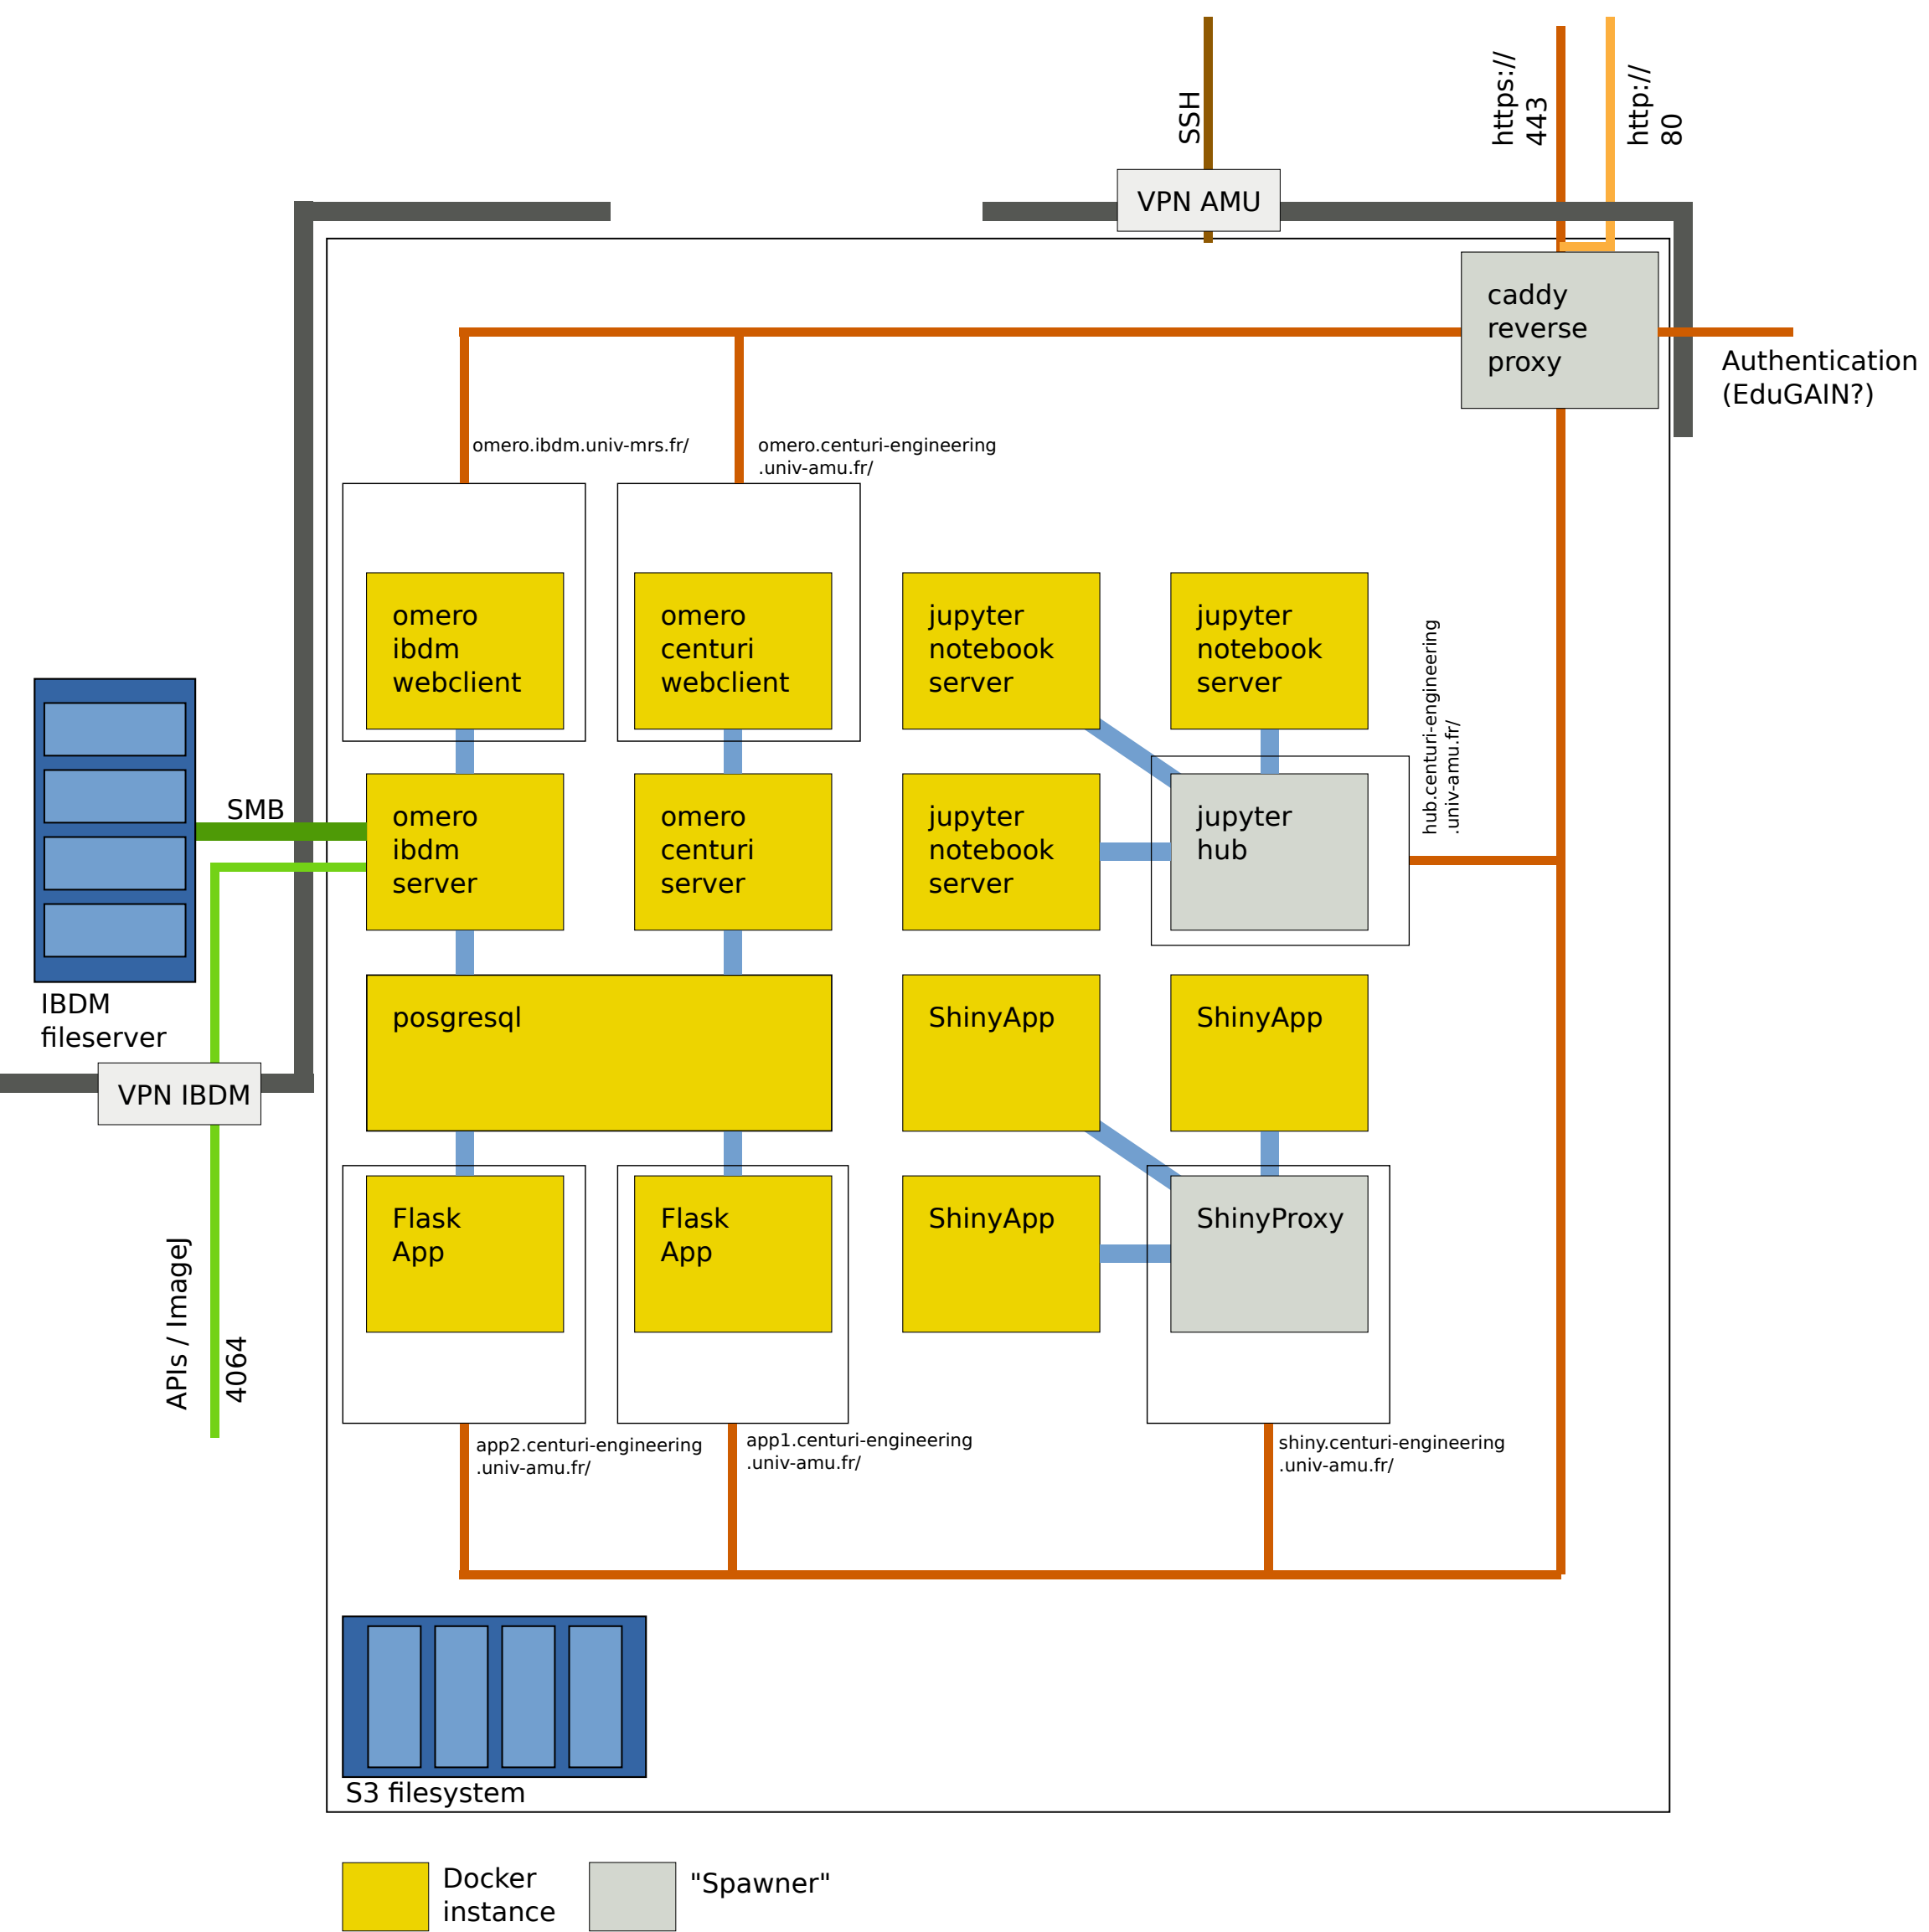 SSH
https://
443
http://
80
VPN AMU
caddy
reverse
proxy
Authentication
(EduGAIN?)
omero.ibdm.univ-mrs.fr/
omero.centuri-engineering
.univ-amu.fr/
omero
ibdm
webclient
omero
centuri
webclient
jupyter
notebook
server
jupyter
notebook
server
hub.centuri-engineering
.univ-amu.fr/
SMB
omero
ibdm
server
omero
centuri
server
jupyter
notebook
server
jupyter
hub
IBDM
fileserver
VPN IBDM
posgresql
ShinyApp
ShinyApp
APIs / ImageJ
4064
Flask
App
Flask
App
ShinyApp
ShinyProxy
app2.centuri-engineering
.univ-amu.fr/
app1.centuri-engineering
.univ-amu.fr/
shiny.centuri-engineering
.univ-amu.fr/
S3 filesystem
Docker
instance
"Spawner"